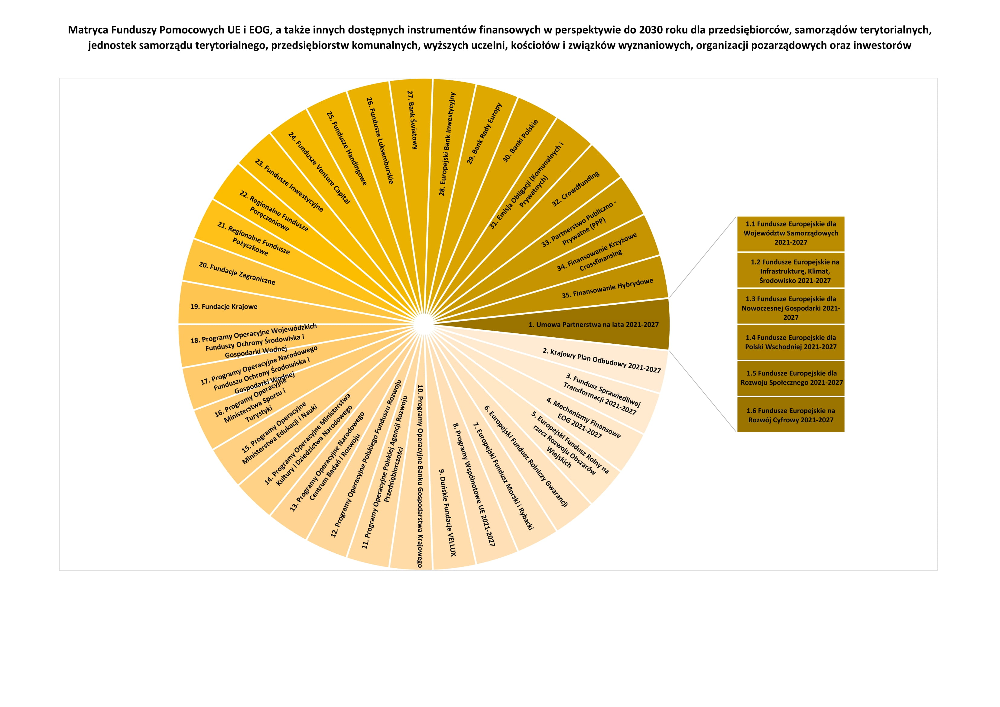 Matryca Funduszy Pomocowych UE i EOG, a także innych dostępnych instrumentów finansowych w perspektywie do 2030 roku dla przedsiębiorców, samorządów terytorialnych,
jednostek samorządu terytorialnego, przedsiębiorstw komunalnych, wyższych uczelni, kościołów i związków wyznaniowych, organizacji pozarządowych oraz inwestorów
1. Umowa Partnerstwa na lata 2021-2027
1.1 Fundusze Europejskie dla
Województw Samorządowych
2021-2027
1.2 Fundusze Europejskie na
Infrastrukturę, Klimat,
Środowisko 2021-2027
1.3 Fundusze Europejskie dla
Nowoczesnej Gospodarki 2021-
2027
1.4 Fundusze Europejskie dla
Polski Wschodniej 2021-2027
1.5 Fundusze Europejskie dla
Rozwoju Społecznego 2021-2027
1.6 Fundusze Europejskie na
Rozwój Cyfrowy 2021-2027
2. Krajowy Plan Odbudowy 2021-2027
3. Fundusz Sprawiedliwej
Transformacji 2021-2027
4. Mechanizmy Finansowe
EOG 2021-2027
5. Europejski Fundusz Rolny na
rzecz Rozwoju Obszarów
Wiejskich
6. Europejski Fundusz Rolniczy Gwarancji
7. Europejski Fundusz Morski i Rybacki
8. Programy Wspólnotowe UE 2021-2027
9. Duńskie Fundacje VELLUX
10. Programy Operacyjne Banku Gospodarstwa Krajowego
11. Programy Operacyjne Polskiej Agencji Rozwoju
Przedsiębiorczości
12. Programy Operacyjne Polskiego Funduszu Rozwoju
13. Programy Operacyjne Narodowego
Centrum Badań i Rozwoju
14. Programy Operacyjne Ministerstwa
Kultury i Dziedzictwa Narodowego
15. Programy Operacyjne
Ministerstwa Edukacji i Nauki
16. Programy Operacyjne
Ministerstwa Sportu i
Turystyki
17. Programy Operacyjne Narodowego
Funduszu Ochrony Środowiska i
Gospodarki Wodnej
18. Programy Operacyjne Wojewódzkich
Funduszy Ochrony Środowiska i
Gospodarki Wodnej
19. Fundacje Krajowe
20. Fundacje Zagraniczne
21. Regionalne Fundusze
Pożyczkowe
22. Regionalne Fundusze
Poręczeniowe
23. Fundusze Inwestycyjne
24. Fundusze Venture Capital
25. Fundusze Handingowe
26. Fundusze Luksemburskie
27. Bank Światowy
28. Europejski Bank Inwestycyjny
29. Bank Rady Europy
30. Banki Polskie
31. Emisja Obligacji (Komunalnych i
Prywatnych)
32. Crowdfunding
33. Partnerstwo Publiczno -
Prywatne (PPP)
34. Finansowanie Krzyżowe
Crossfinansing
35. Finansowanie Hybrydowe